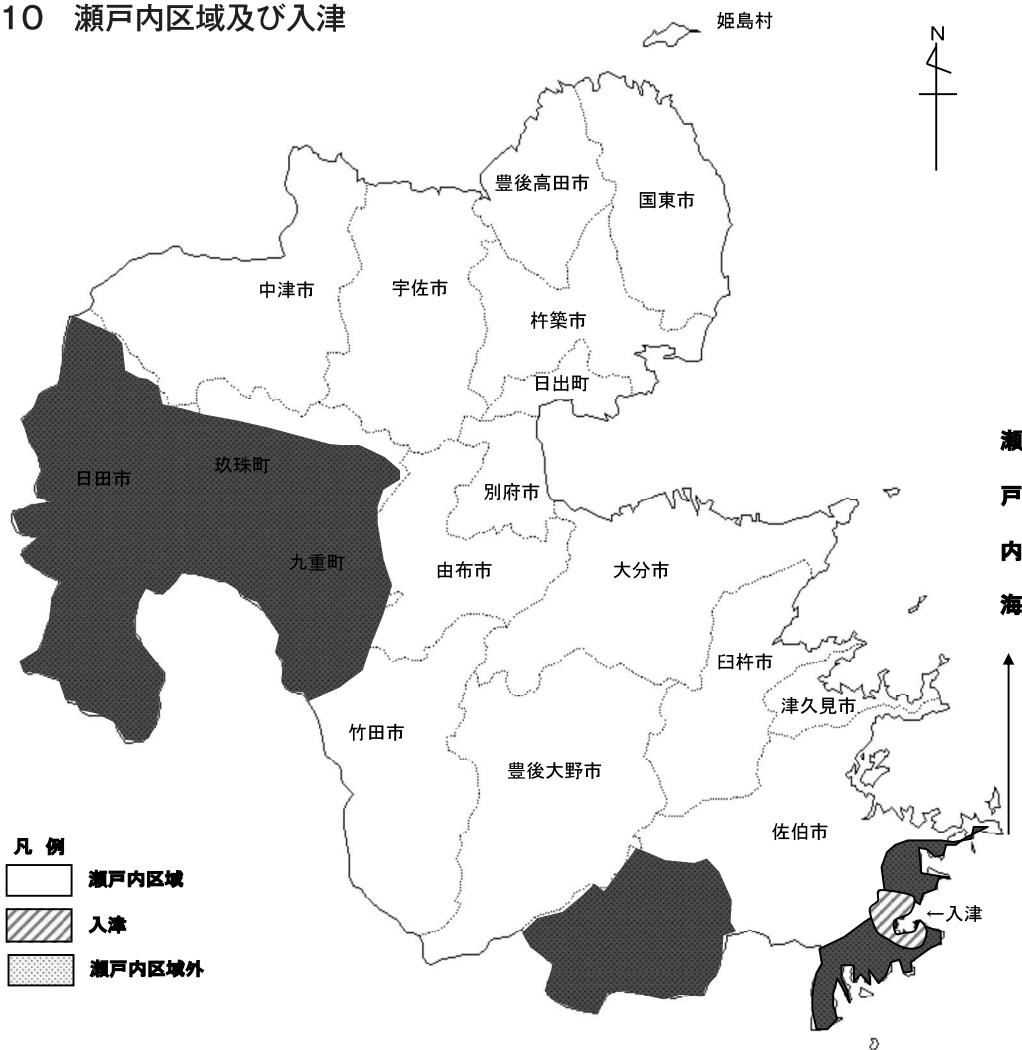 10 瀬戸内区域及び入津
姫島村
N
豊後高田市
国東市
中津市
宇佐市
杵築市
日出町
瀬戸内海
日田市
玖珠町
別府市
九重町
由布市
大分市
臼杵市
津久見市
竹田市
豊後大野市
佐伯市
凡例
瀬戸内区域
入津
←入津
瀬戸内区域外